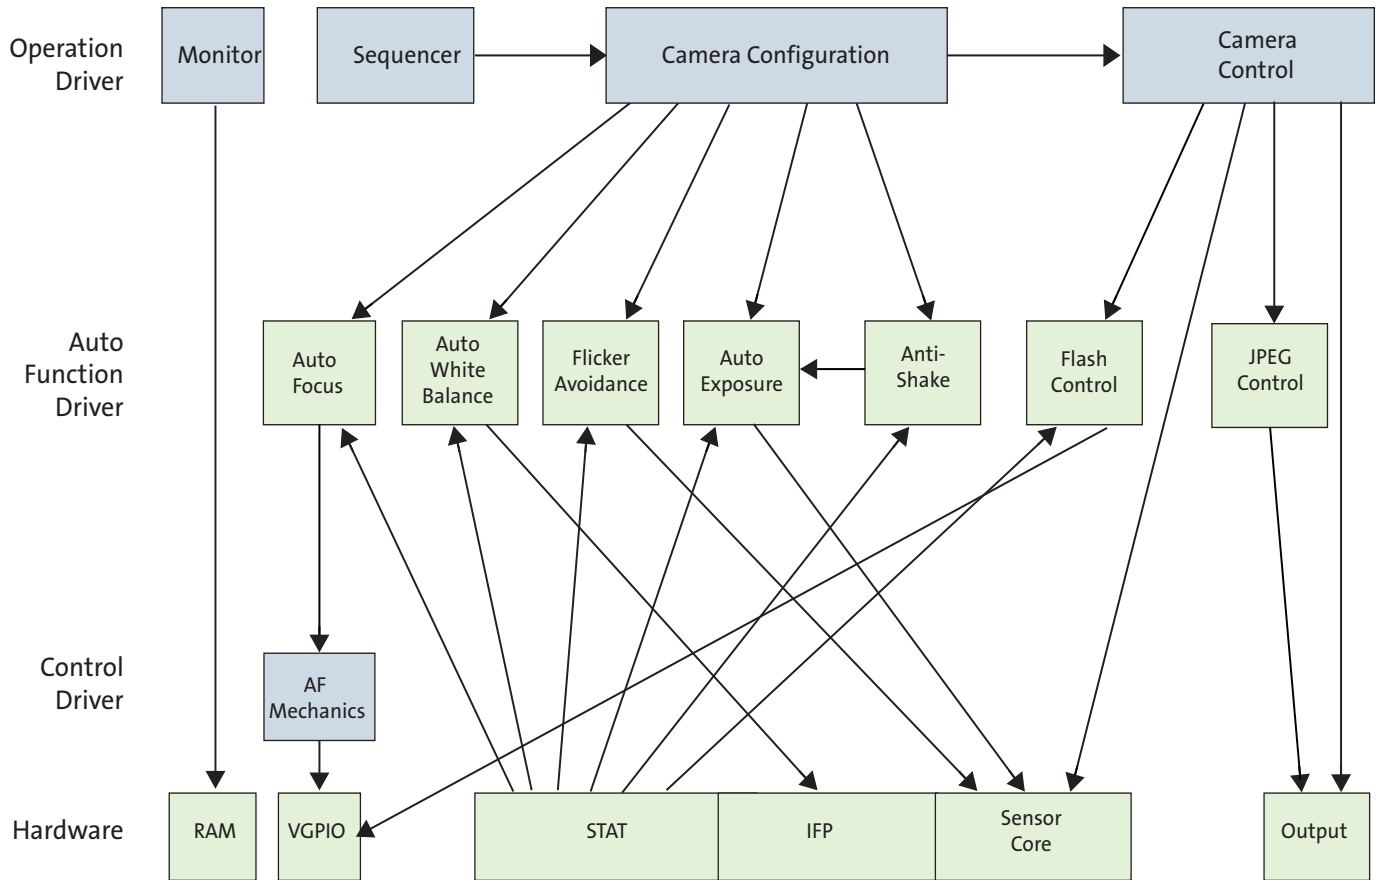 Operation
Driver
Monitor
Sequencer
Camera Configuration
Camera
Control
Auto
Function
Driver
Auto
Focus
Auto
White
Balance
Flicker
Avoidance
Auto
Exposure
Anti-
Shake
Flash
Control
JPEG
Control
Control
Driver
AF
Mechanics
Hardware
RAM
VGPIO
STAT
IFP
Sensor
Core
Output